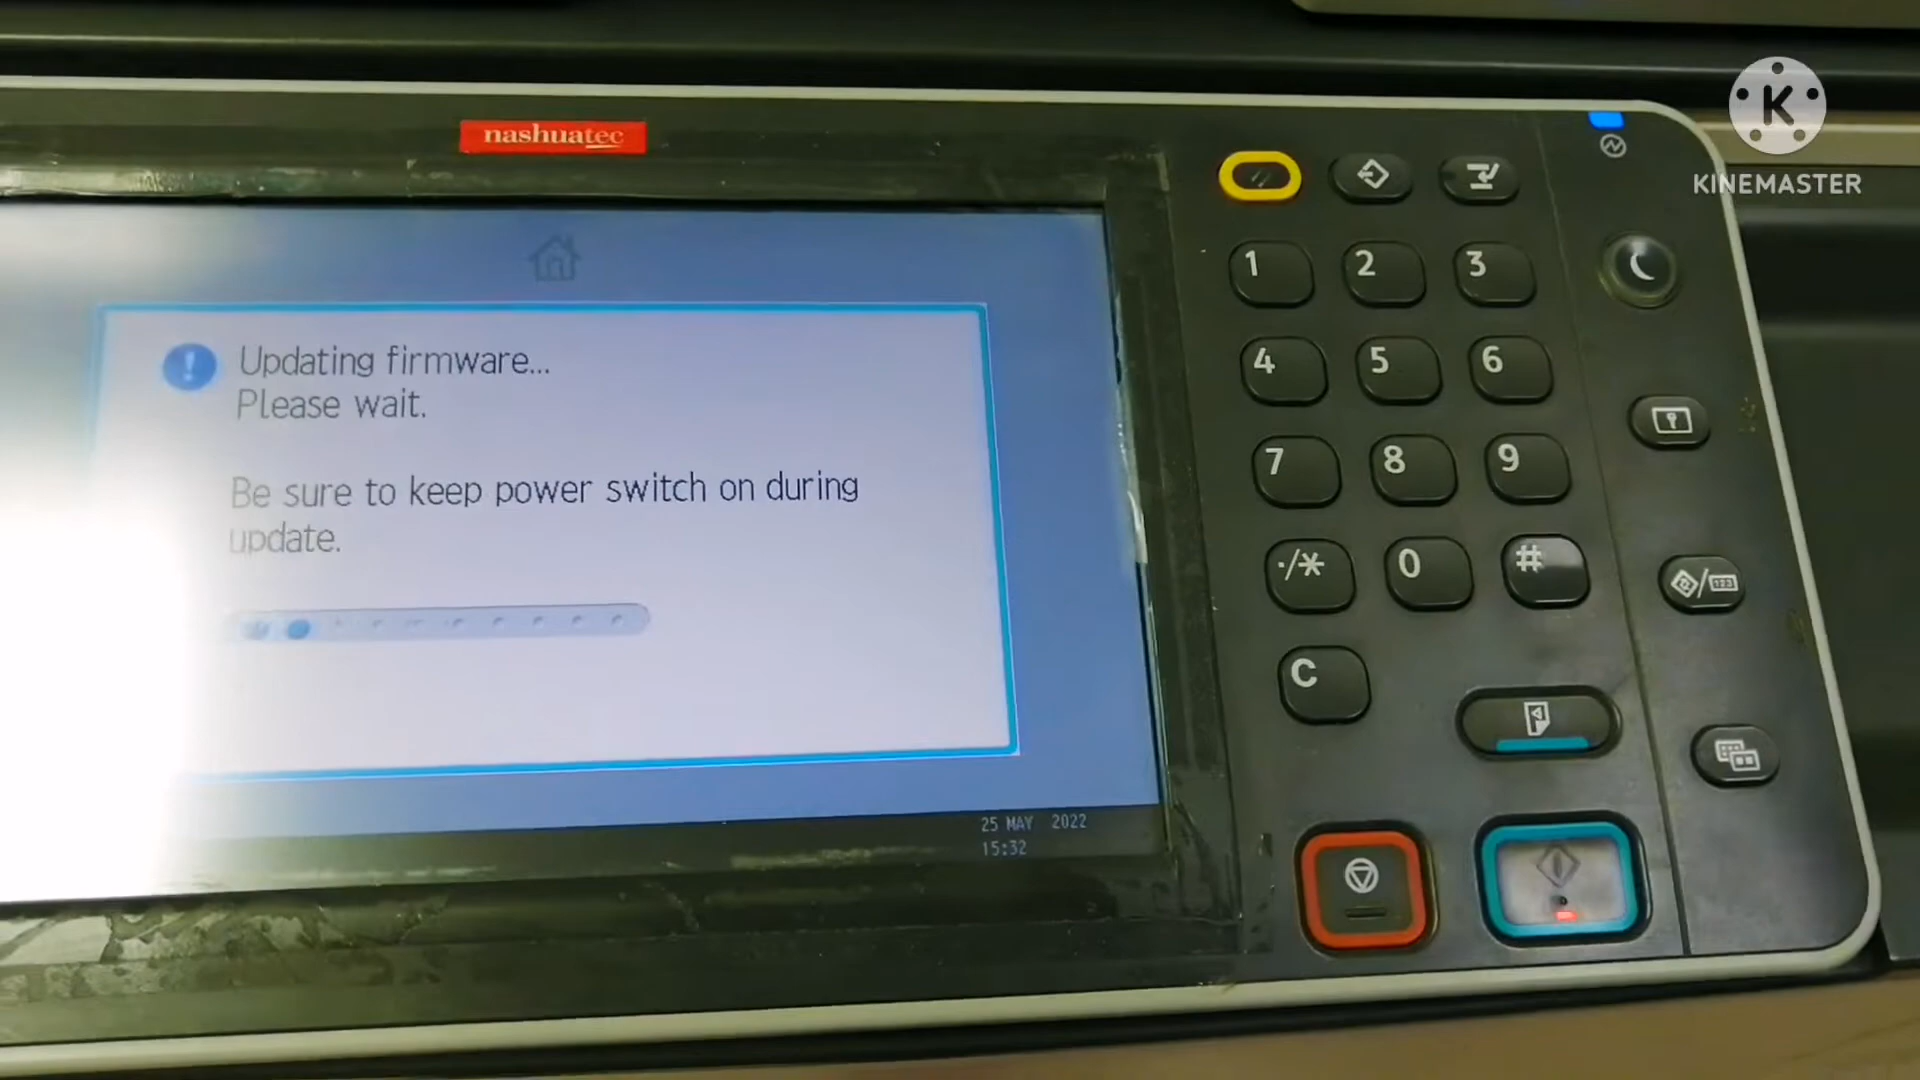 nashuatec
KINEMASTER
Updating firmware...
Please wait.
Be sure to keep power switch on during
update.
25 MAY 2022
15:32
1 2 3
4 5 6
7 8 9
./* 0 #
C
123